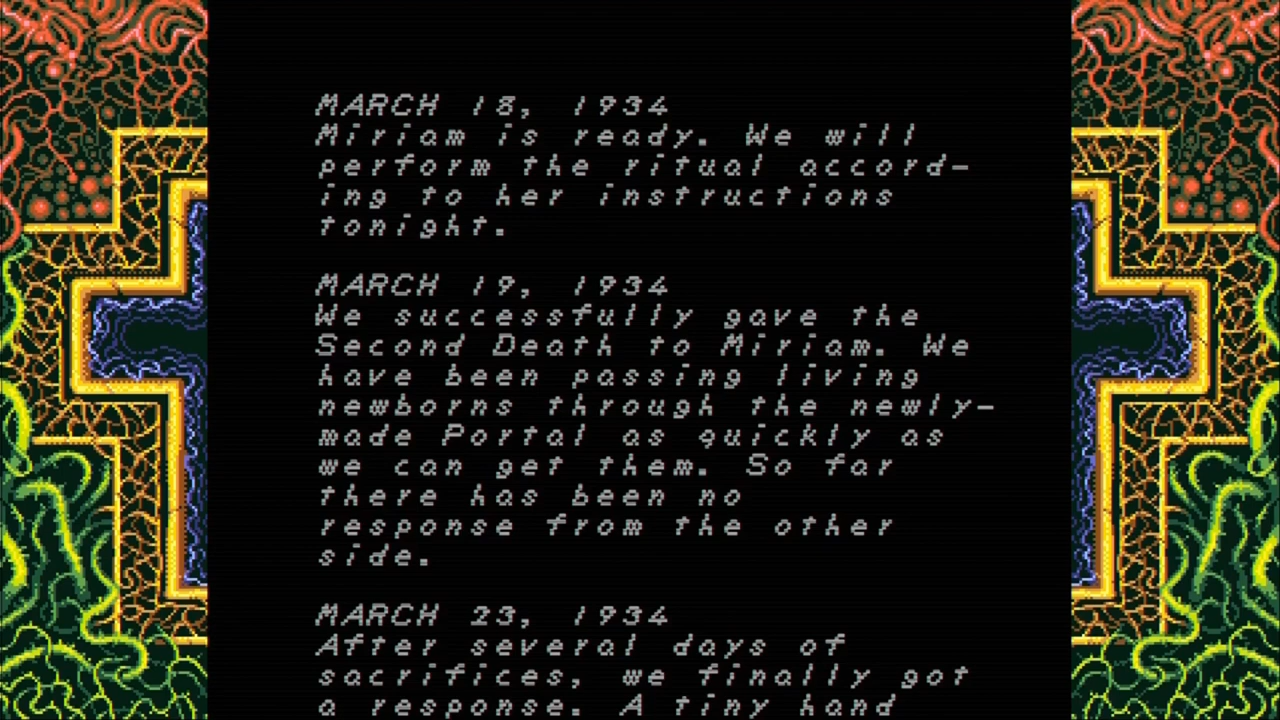 MARCH 18, 1934
Miriam is ready. We will
perform the ritual accord-
ing to her instructions
tonight.
MARCH 19, 1934
We successfully gave the
Second Death to Miriam. We
have been passing living
newborns through the newly-
made Portal as quickly as
we can get them. So far
there has been no
response from the other
side.
MARCH 23, 1934
After several days of
sacrifices, we finally got
a response. A tiny hand